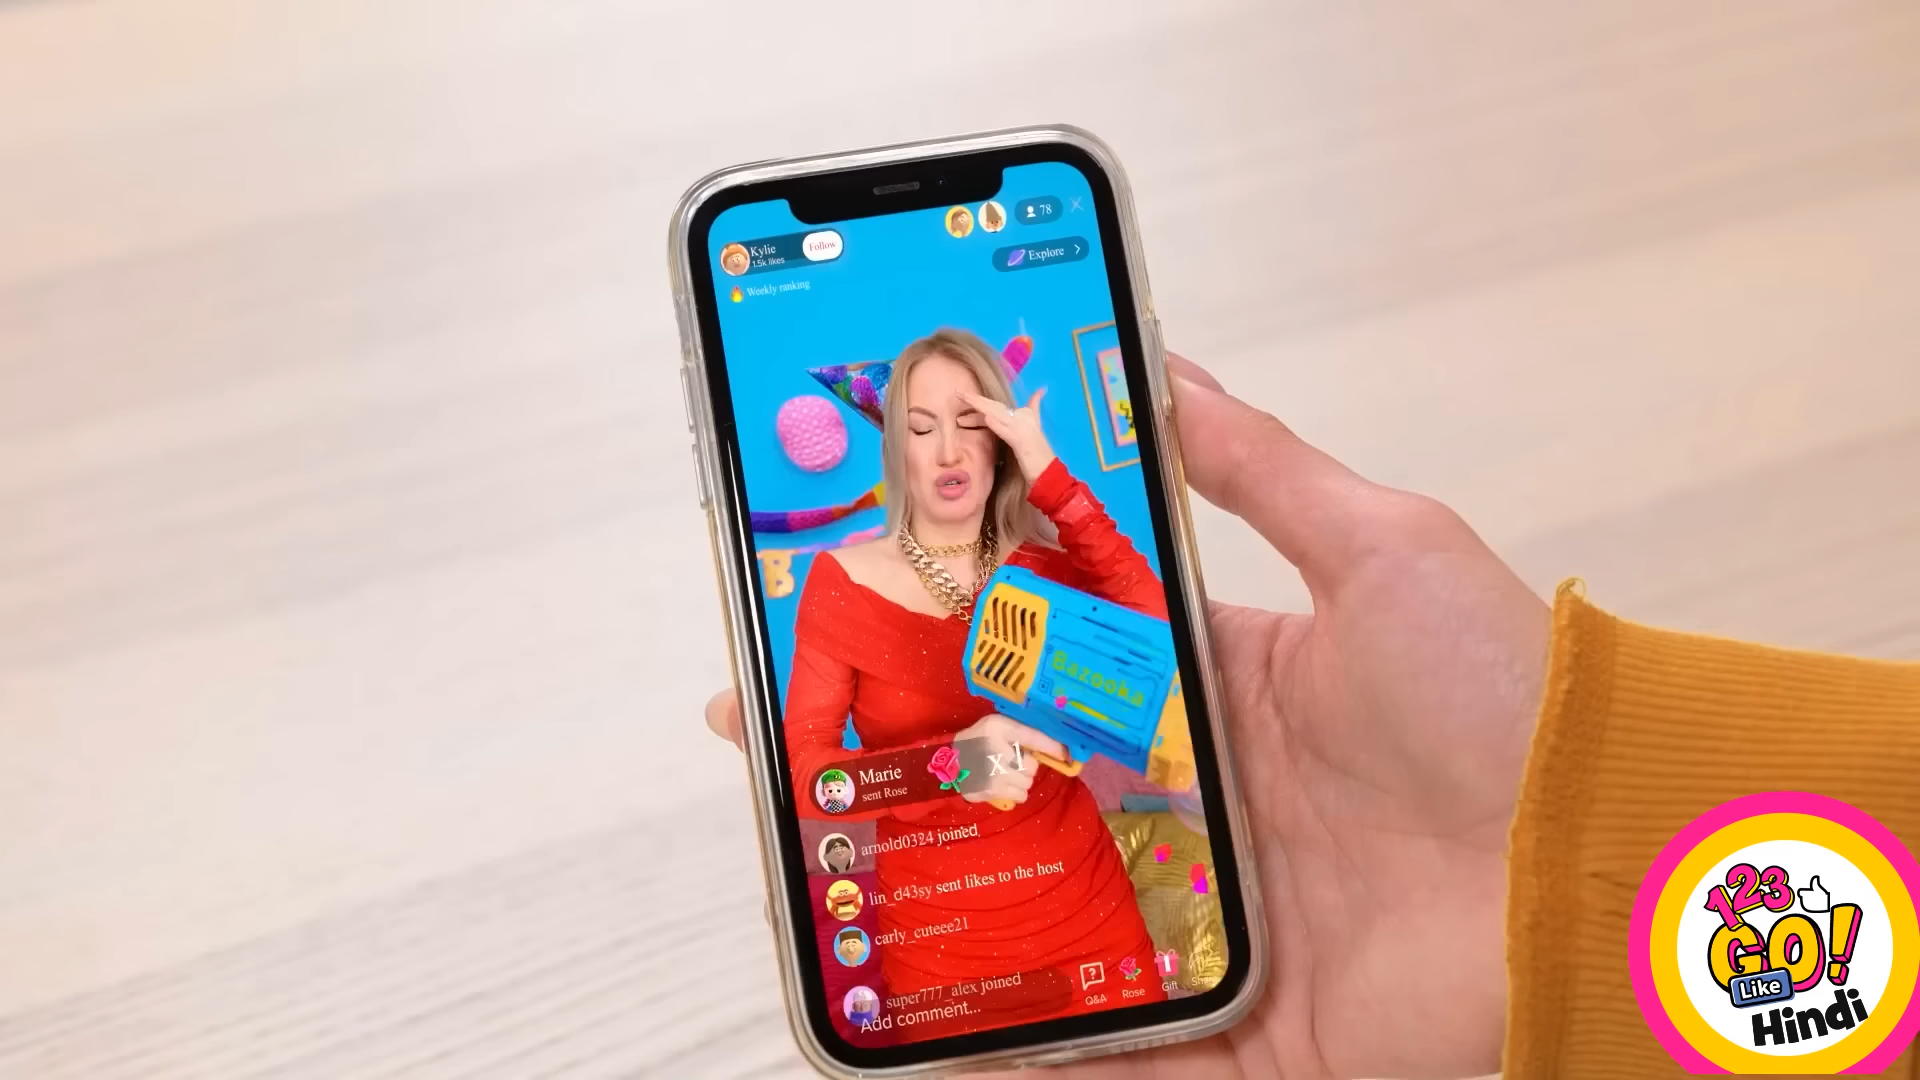 78
Kylie
Follow
1.5k likes
Explore
Weekly ranking
B
Bazooka
Marie
x 1
sent Rose
arnold0324 joined
lin_d43sy sent likes to the host
carly_cuteee21
super777_alex joined
Add comment...
Q&A
Rose
Gift
123
GO!
Like
Hindi